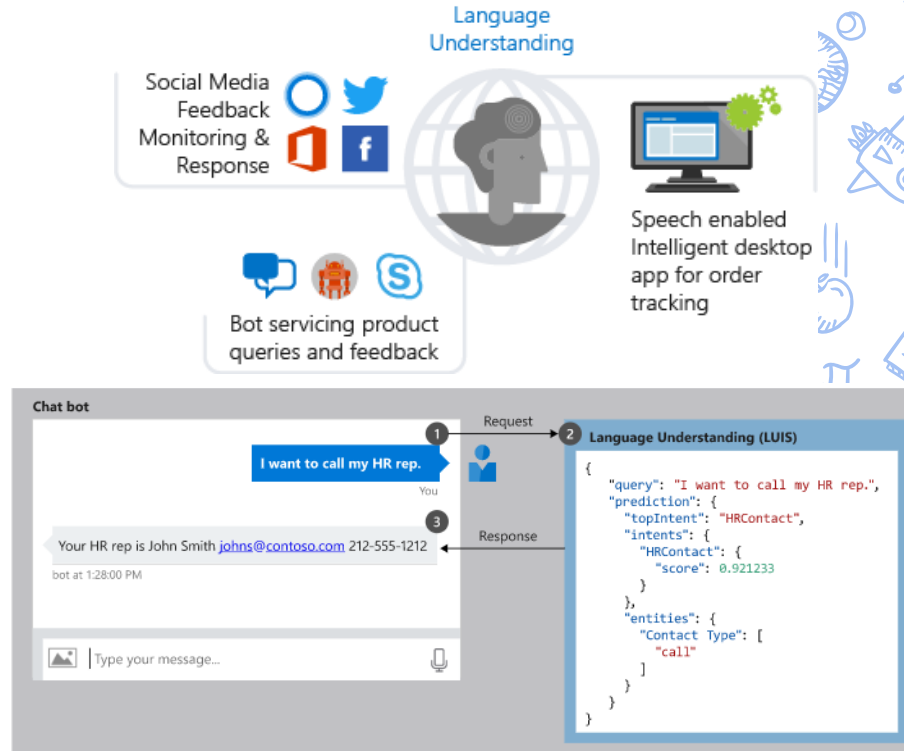 Language
Understanding
Social Media
Feedback
Monitoring &
Response
f
Speech enabled
Intelligent desktop
app for order
tracking
S
Bot servicing product
queries and feedback
Chat bot
1
Request
2
Language Understanding (LUIS)
I want to call my HR rep.
You
3
Response
Your HR rep is John Smith johns@contoso.com 212-555-1212
bot at 1:28:00 PM
Type your message...
{
"query": "I want to call my HR rep.",
"prediction": {
"topIntent": "HRContact",
"intents": {
"HRContact": {
"score": 0.921233
}
},
"entities": {
"Contact Type": [
"call"
]
}
}
}